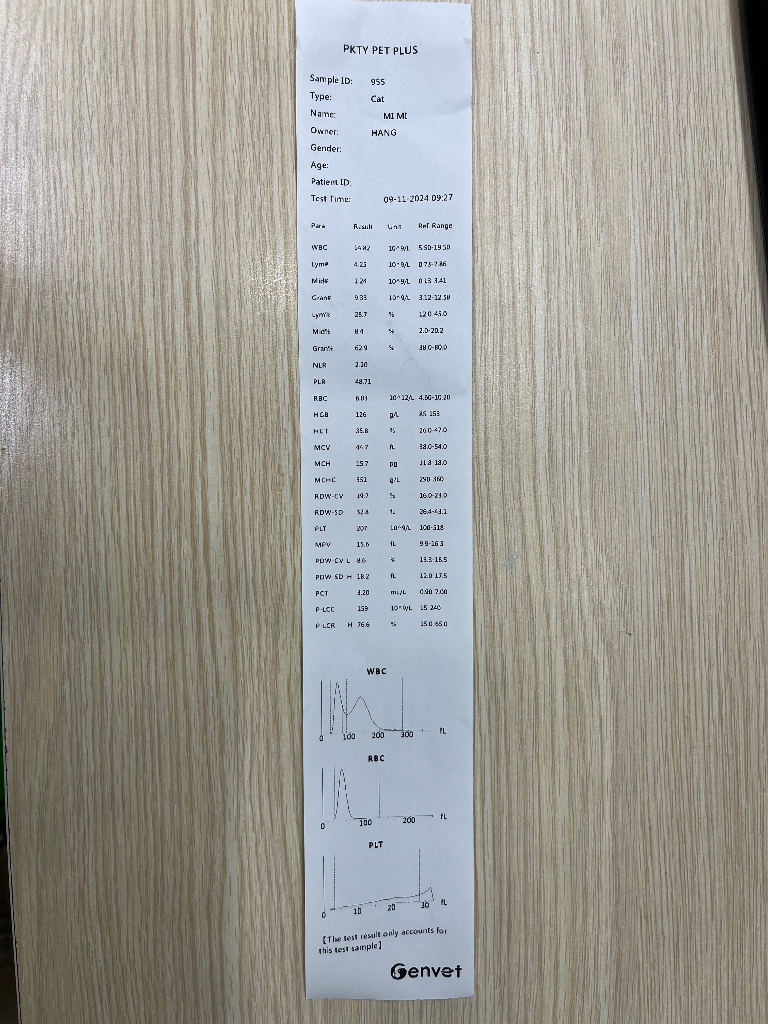 PKTY PET PLUS
Sample ID: 955
Type: Cat
Name: MI MI
Owner: HANG
Gender:
Age:
Patient ID:
Test Time: 09-11-2024 09:27
Para Result Unit Ref. Range
WBC 14.82 10^9/L 5.50-19.50
Lym# 4.25 10^9/L 0.73-7.86
Mid# 1.24 10^9/L 0.13-3.41
Gran# 9.33 10^9/L 3.12-12.58
Lym% 28.7 % 12.0-45.0
Mid% 8.4 % 2.0-20.2
Gran% 62.9 % 38.0-80.0
NLR 2.20
PLR 48.71
RBC 8.01 10^12/L 4.60-10.20
HGB 126 g/L 85-153
HCT 35.8 % 26.0-47.0
MCV 44.7 fL 38.0-54.0
MCH 15.7 pg 11.8-18.0
MCHC 351 g/L 290-360
RDW-CV 19.7 % 16.0-23.0
RDW-SD 32.8 fL 26.4-43.1
PLT 207 10^9/L 100-518
MPV 15.6 fL 9.9-16.3
PDW-CV L 8.6 % 13.3-18.5
PDW-SD H 18.2 fL 12.0-17.5
PCT 3.20 mL/L 0.90-7.00
P-LCC 159 10^9/L 15-240
P-LCR H 76.6 % 15.0-65.0
WBC
0 100 200 300 fL
RBC
0 100 200 fL
PLT
0 10 20 30 fL
【The test result only accounts for
this test sample】
Genvet